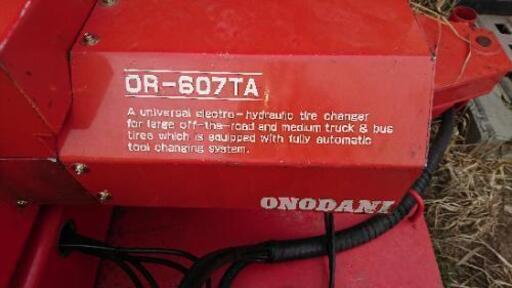 OR-607TA
A universal electro-hydraulic tire changer
for large off-the-road and medium truck & bus
tires which is equipped with fully automatic
tool changing system.
ONODANI